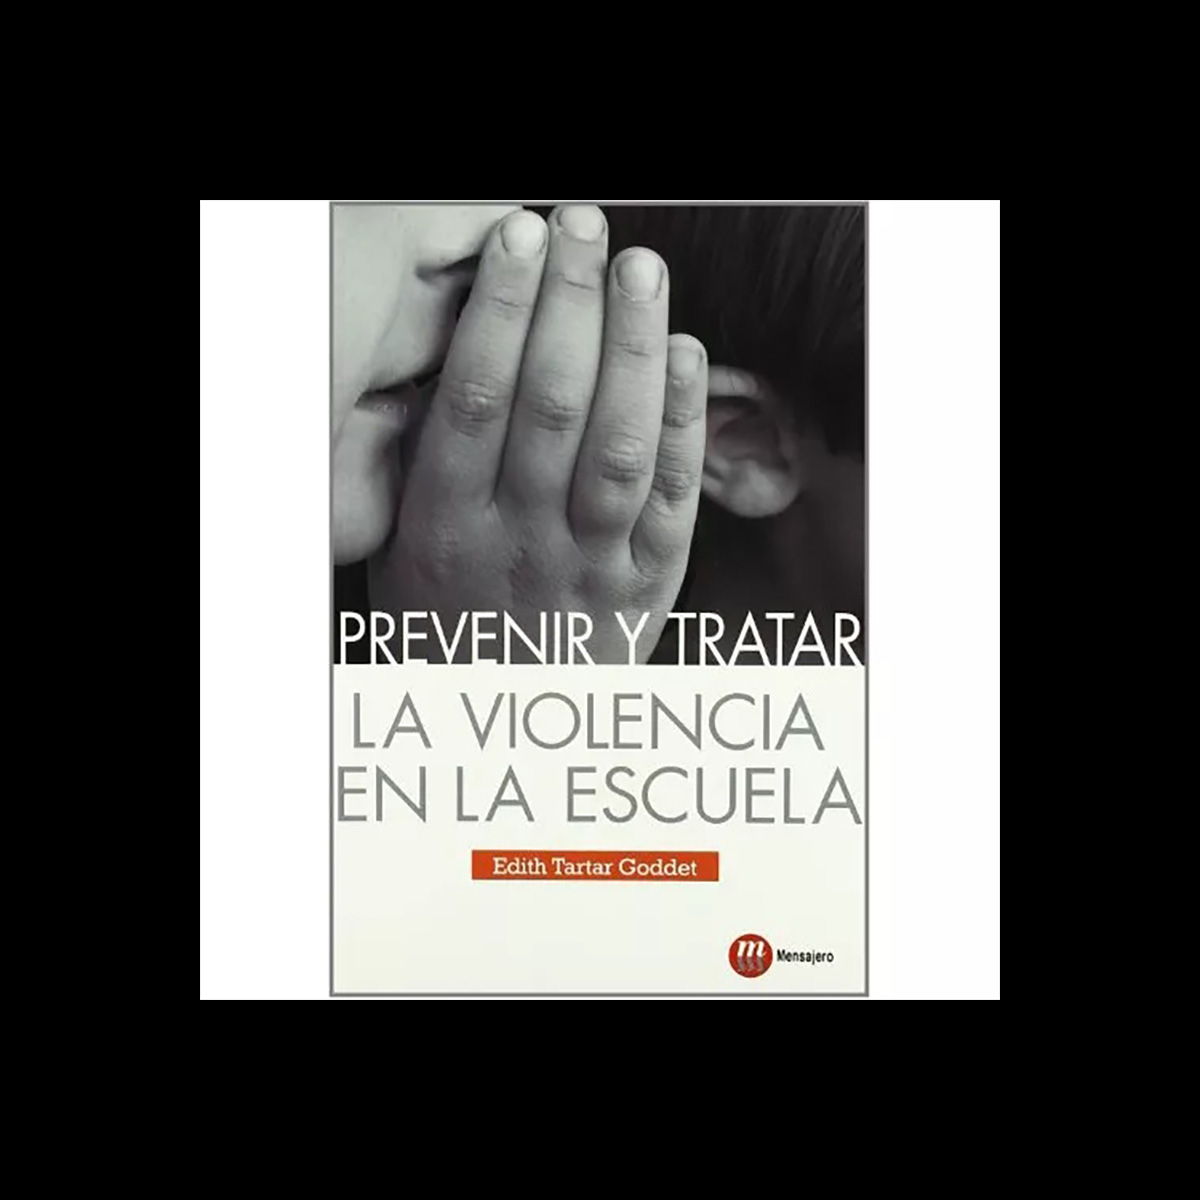 PREVENIR Y TRATAR
LA VIOLENCIA
EN LA ESCUELA
Edith Tartar Goddet
m Mensajero